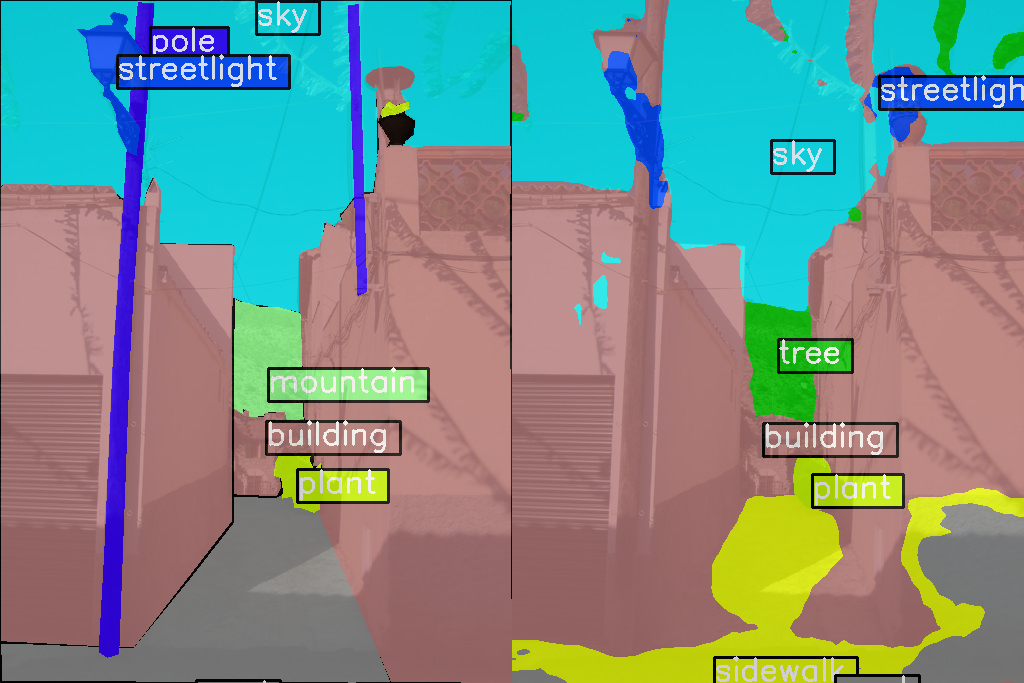 sky
pole
streetlight
mountain
building
plant
streetligh
sky
tree
building
plant
sidewalk